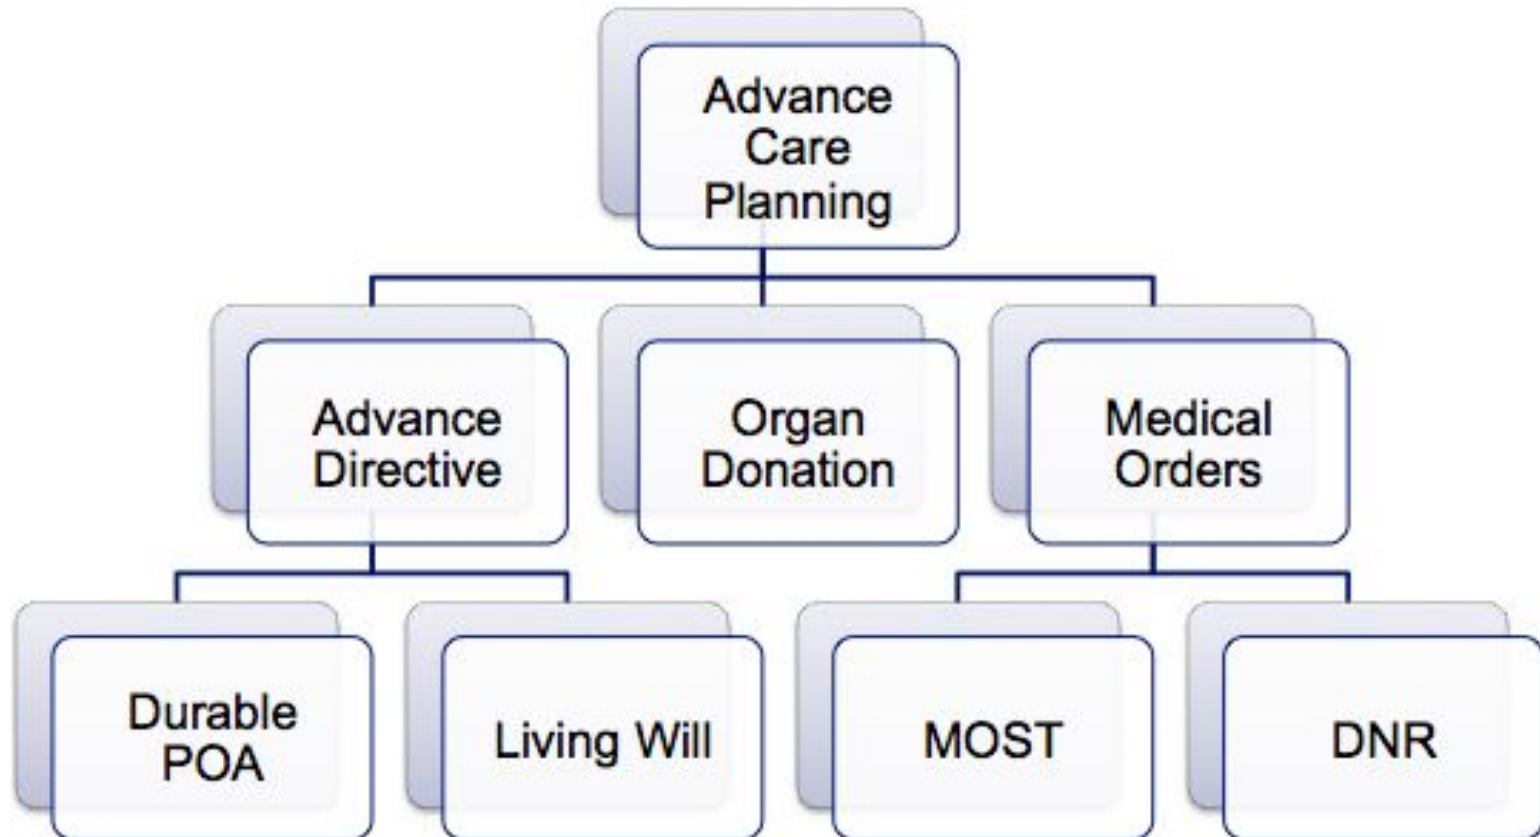 Advance
Care
Planning
Advance
Directive
Organ
Donation
Medical
Orders
Durable
POA
Living Will
MOST
DNR